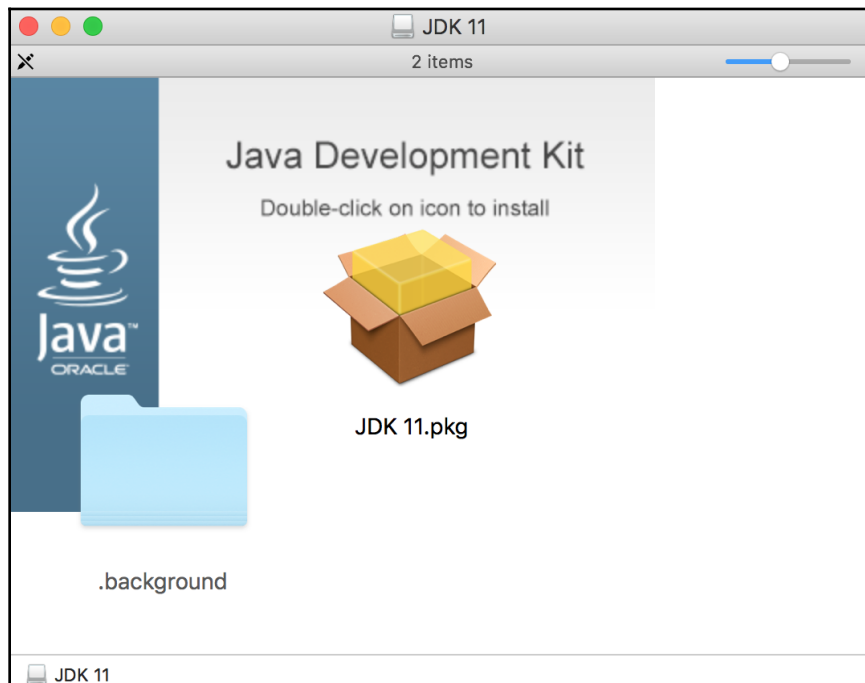 JDK 11
2 items
Java Development Kit
Double-click on icon to install
Java™
ORACLE
JDK 11.pkg
.background
JDK 11